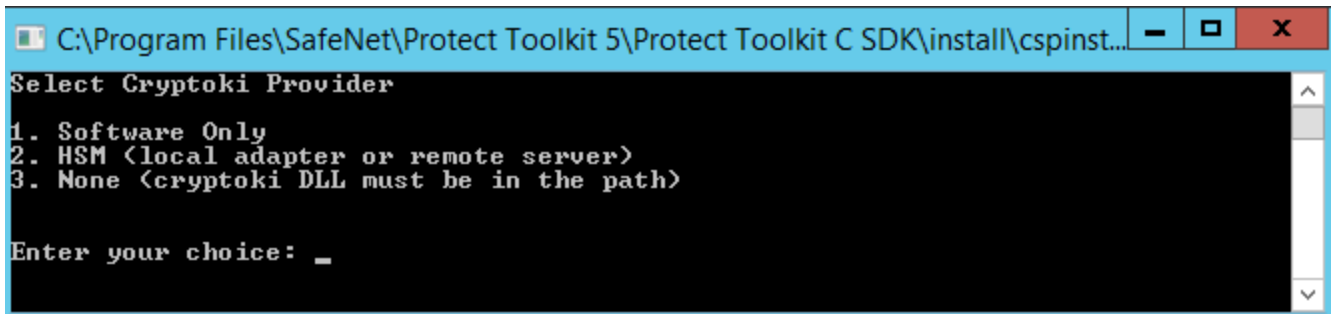 C:\Program Files\SafeNet\Protect Toolkit 5\Protect Toolkit C SDK\install\cspinst...
Select Cryptoki Provider
1. Software Only
2. HSM (local adapter or remote server)
3. None (cryptoki DLL must be in the path)
Enter your choice: _